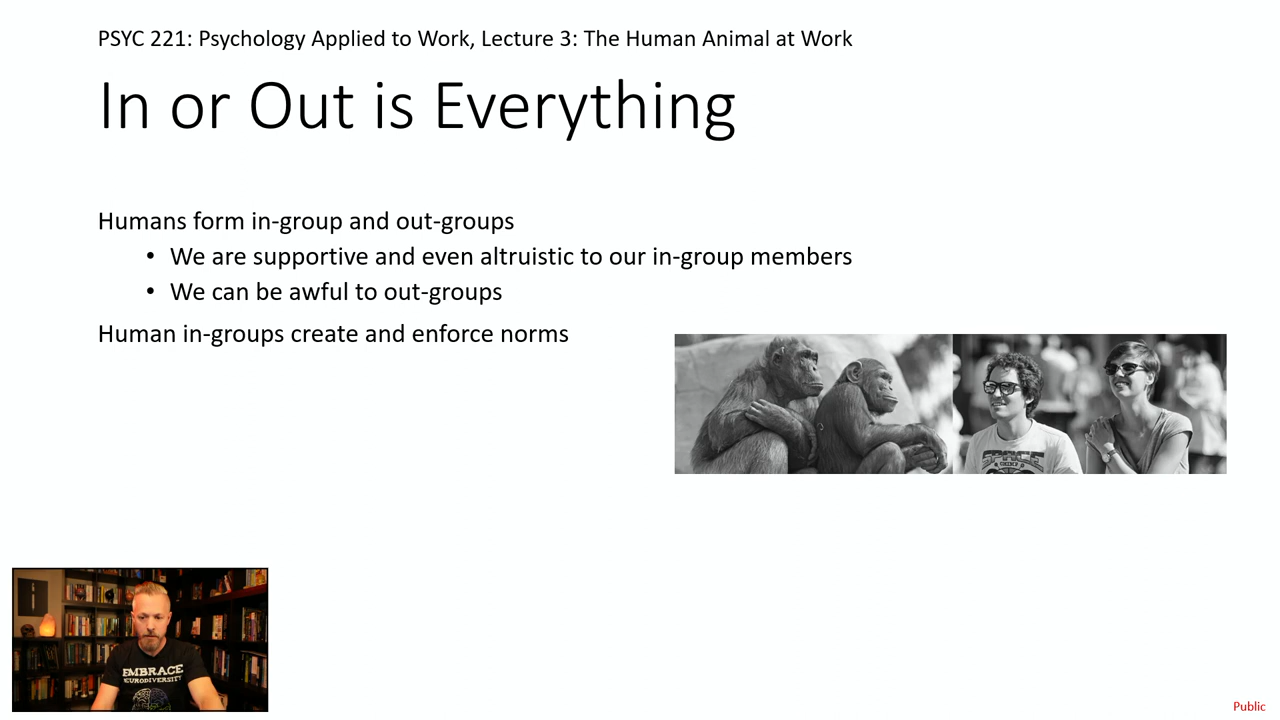 PSYC 221: Psychology Applied to Work, Lecture 3: The Human Animal at Work
In or Out is Everything
Humans form in-group and out-groups
• We are supportive and even altruistic to our in-group members
• We can be awful to out-groups
Human in-groups create and enforce norms
SPACE
EMBRACE
NEURODIVERSITY
Public